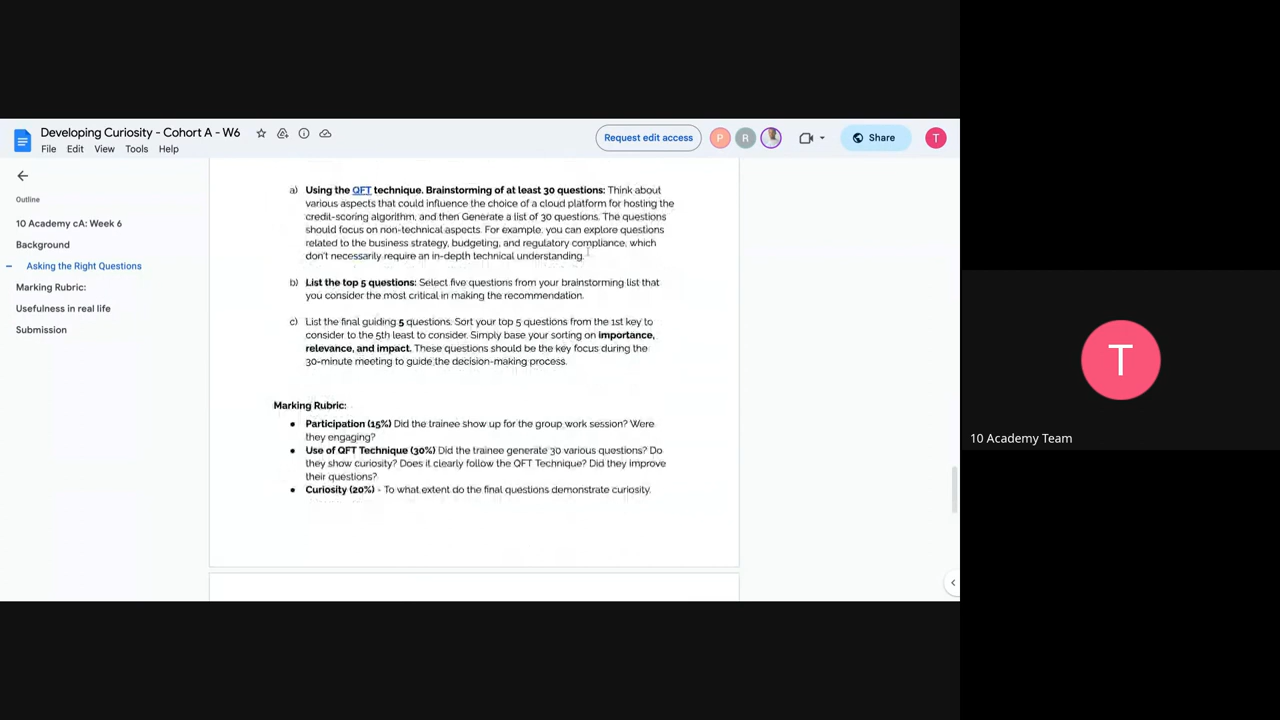 Developing Curiosity - Cohort A - W6
File Edit View Tools Help
Request edit access
P
R
Share
T
Outline
10 Academy cA: Week 6
Background
Asking the Right Questions
Marking Rubric:
Usefulness in real life
Submission
a) Using the QFT technique. Brainstorming of at least 30 questions: Think about
various aspects that could influence the choice of a cloud platform for hosting the
credit-scoring algorithm, and then Generate a list of 30 questions. The questions
should focus on non-technical aspects. For example, you can explore questions
related to the business strategy, budgeting, and regulatory compliance, which
don't necessarily require an in-depth technical understanding.
b) List the top 5 questions: Select five questions from your brainstorming list that
you consider the most critical in making the recommendation.
c) List the final guiding 5 questions. Sort your top 5 questions from the 1st key to
consider to the 5th least to consider. Simply base your sorting on importance,
relevance, and impact. These questions should be the key focus during the
30-minute meeting to guide the decision-making process.
Marking Rubric:
• Participation (15%) Did the trainee show up for the group work session? Were
they engaging?
• Use of QFT Technique (30%) Did the trainee generate 30 various questions? Do
they show curiosity? Does it clearly follow the QFT Technique? Did they improve
their questions?
• Curiosity (20%) - To what extent do the final questions demonstrate curiosity.
T
10 Academy Team